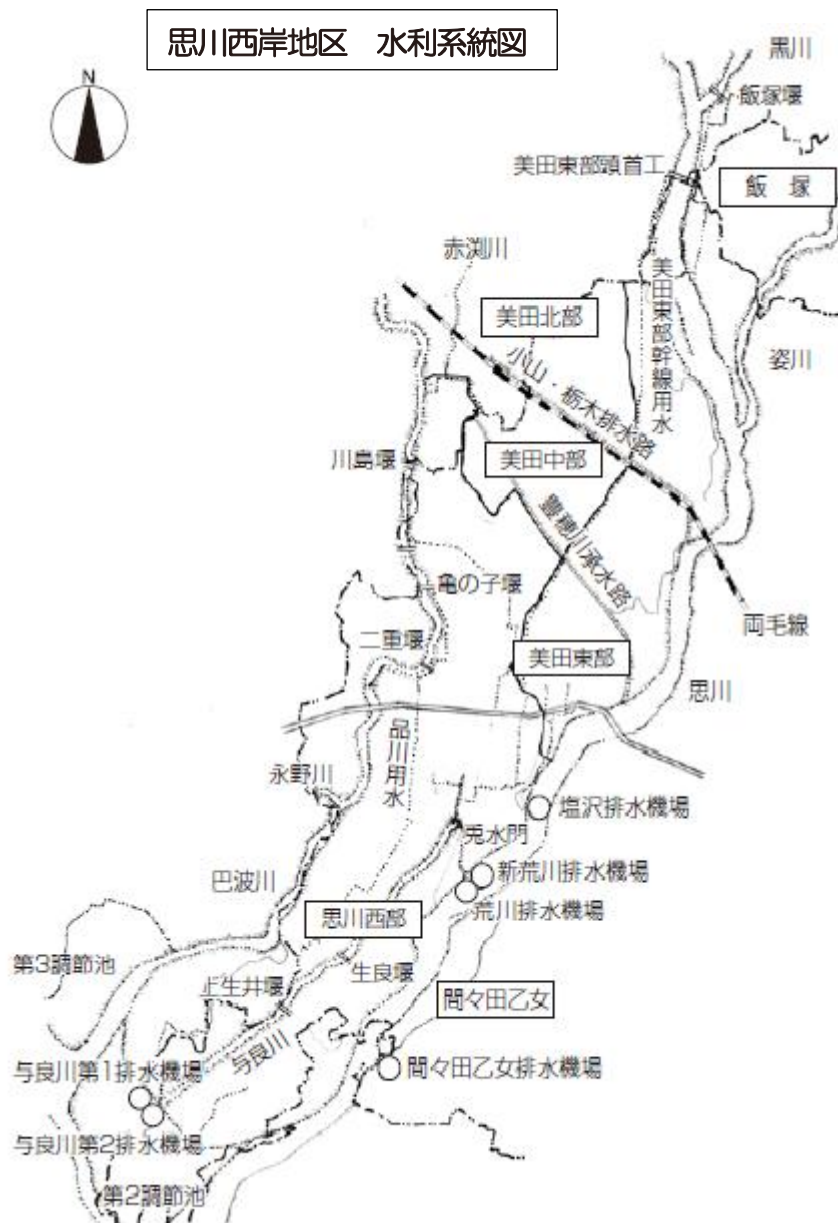 思川西岸地区　水利系統図
N
黒川
飯塚堰
美田東部頭首工
飯　塚
赤渕川
美田東部幹線用水
美田北部
姿川
小山・栃木排水路
川島堰
美田中部
豊穂川承水路
亀の子堰
両毛線
二重堰
美田東部
思川
品川用水
永野川
塩沢排水機場
兎水門
巴波川
新荒川排水機場
荒川排水機場
思川西部
第3調節池
生良堰
上生井堰
間々田乙女
与良川
与良川第1排水機場
間々田乙女排水機場
与良川第2排水機場
第2調節池